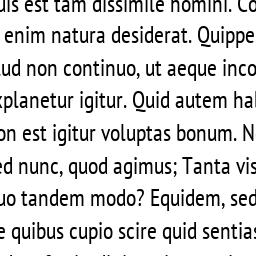 uis est tam dissimile homini. Co
enim natura desiderat. Quippe
ud non continuo, ut aeque inco
xplanetur igitur. Quid autem hal
on est igitur voluptas bonum. N
ed nunc, quod agimus; Tanta vis
uo tandem modo? Equidem, sed
e quibus cupio scire quid sentias